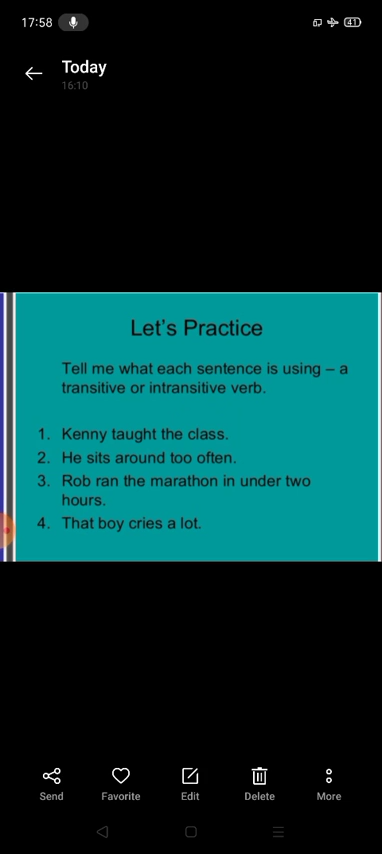 17:58
41
Today
16:10
Let's Practice
Tell me what each sentence is using – a
transitive or intransitive verb.
1. Kenny taught the class.
2. He sits around too often.
3. Rob ran the marathon in under two
hours.
4. That boy cries a lot.
Send Favorite Edit Delete More